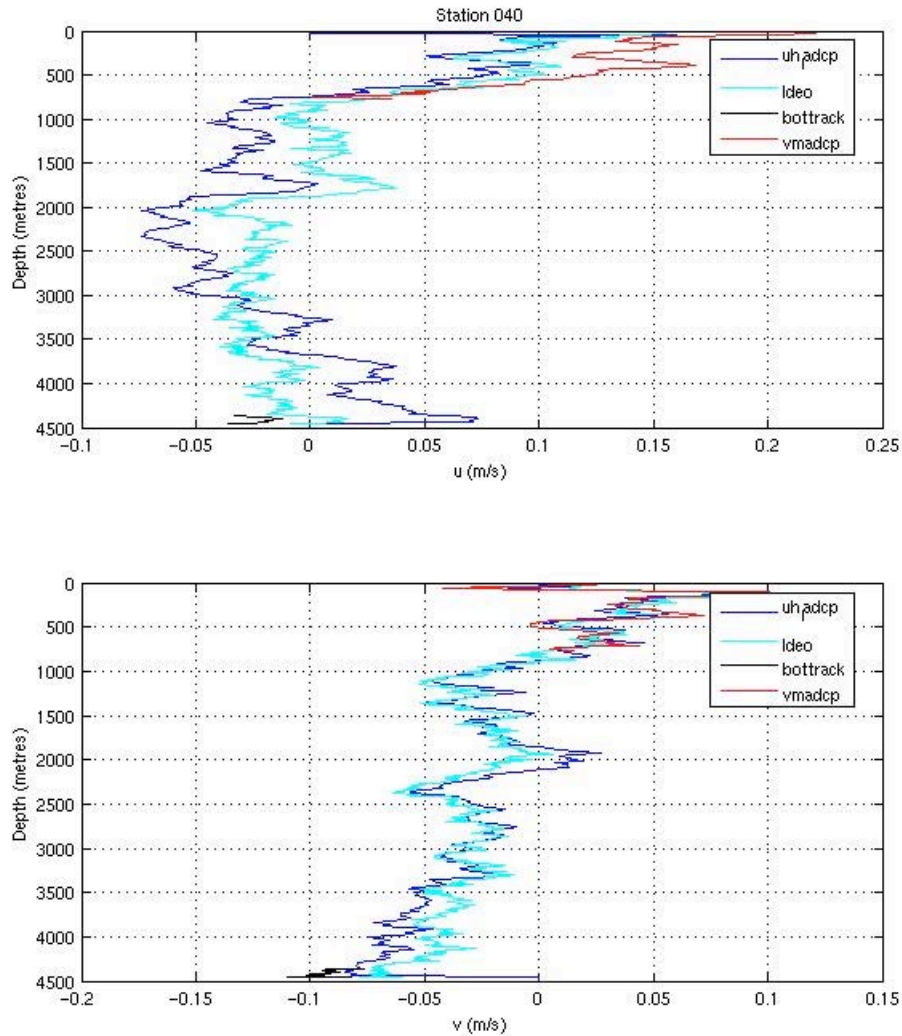 Station 040
0
500
1000
1500
2000
2500
3000
3500
4000
4500
Depth (metres)
−0.1 −0.05 0 0.05 0.1 0.15 0.2 0.25
u (m/s)
uh_ladcp
ldeo
bottrack
vmadcp
0
500
1000
1500
2000
2500
3000
3500
4000
4500
Depth (metres)
−0.2 −0.15 −0.1 −0.05 0 0.05 0.1 0.15
v (m/s)
uh_ladcp
ldeo
bottrack
vmadcp